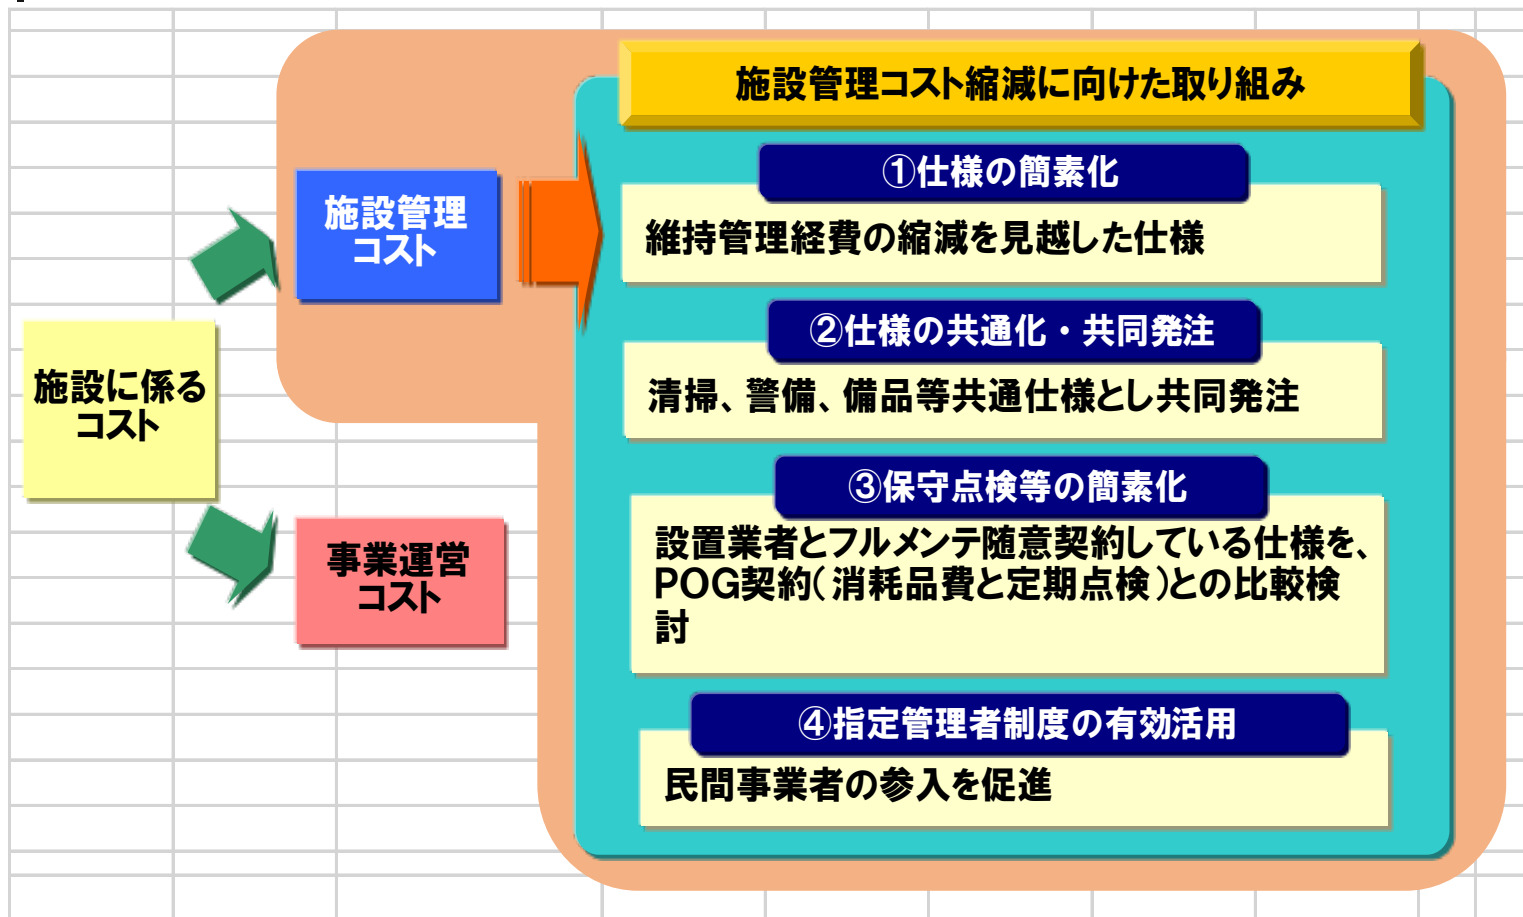 施設に係る
コスト
施設管理
コスト
事業運営
コスト
施設管理コスト縮減に向けた取り組み
①仕様の簡素化
維持管理経費の縮減を見越した仕様
②仕様の共通化・共同発注
清掃、警備、備品等共通仕様とし共同発注
③保守点検等の簡素化
設置業者とフルメンテ随意契約している仕様を、
POG契約(消耗品費と定期点検)との比較検
討
④指定管理者制度の有効活用
民間事業者の参入を促進